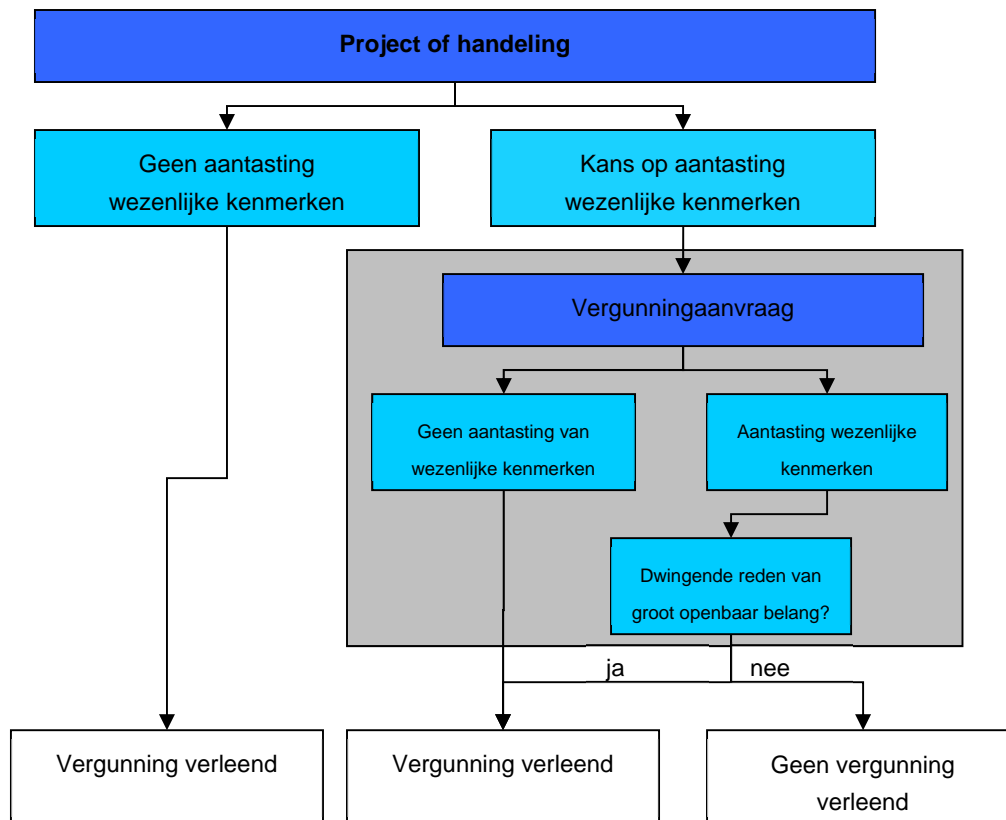 Project of handeling
Geen aantasting
wezenlijke kenmerken
Kans op aantasting
wezenlijke kenmerken
Vergunningaanvraag
Geen aantasting van
wezenlijke kenmerken
Aantasting wezenlijke
kenmerken
Dwingende reden van
groot openbaar belang?
ja
nee
Vergunning verleend
Vergunning verleend
Geen vergunning
verleend